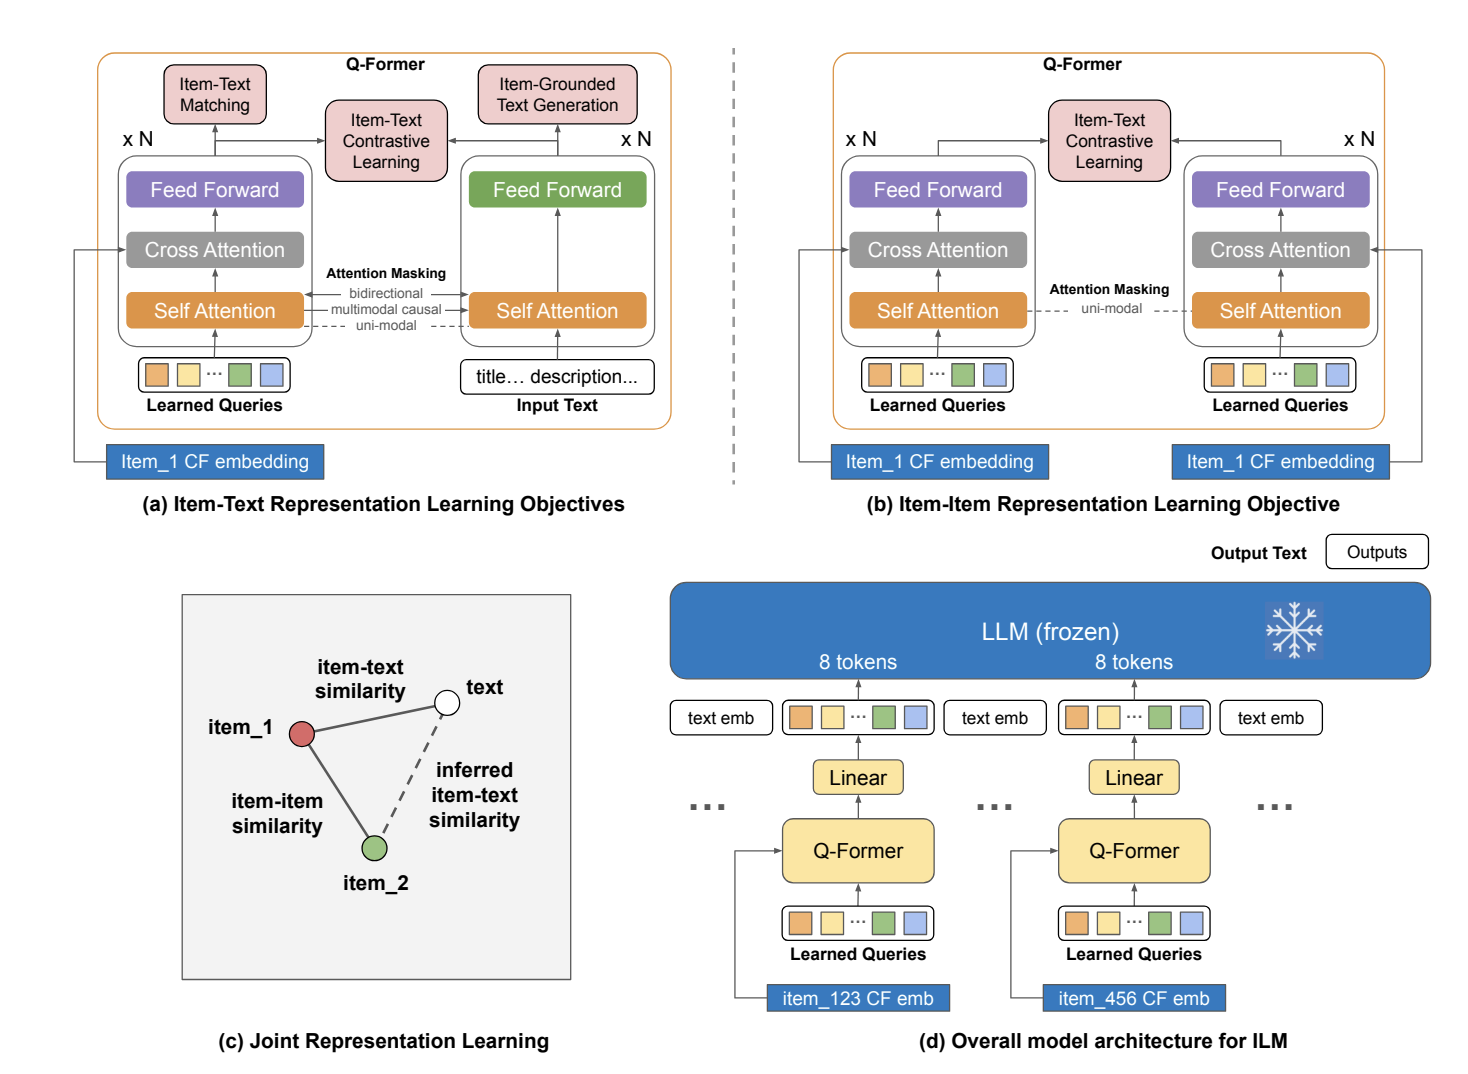 Q-Former
Item-Text
Matching
Item-Text
Contrastive
Learning
Item-Grounded
Text Generation
x N
x N
Feed Forward
Cross Attention
Self Attention
Feed Forward
Self Attention
Attention Masking
bidirectional
multimodal causal
uni-modal
...
Learned Queries
title... description...
Input Text
Item_1 CF embedding
(a) Item-Text Representation Learning Objectives
Q-Former
Item-Text
Contrastive
Learning
x N
x N
Feed Forward
Cross Attention
Self Attention
Feed Forward
Cross Attention
Self Attention
Attention Masking
uni-modal
...
Learned Queries
...
Learned Queries
Item_1 CF embedding
Item_1 CF embedding
(b) Item-Item Representation Learning Objective
item-text
similarity
text
item_1
inferred
item-text
similarity
item-item
similarity
item_2
(c) Joint Representation Learning
Output Text
Outputs
LLM (frozen)
8 tokens
8 tokens
text emb
...
text emb
...
text emb
Linear
Linear
...
...
...
Q-Former
Q-Former
...
Learned Queries
...
Learned Queries
item_123 CF emb
item_456 CF emb
(d) Overall model architecture for ILM